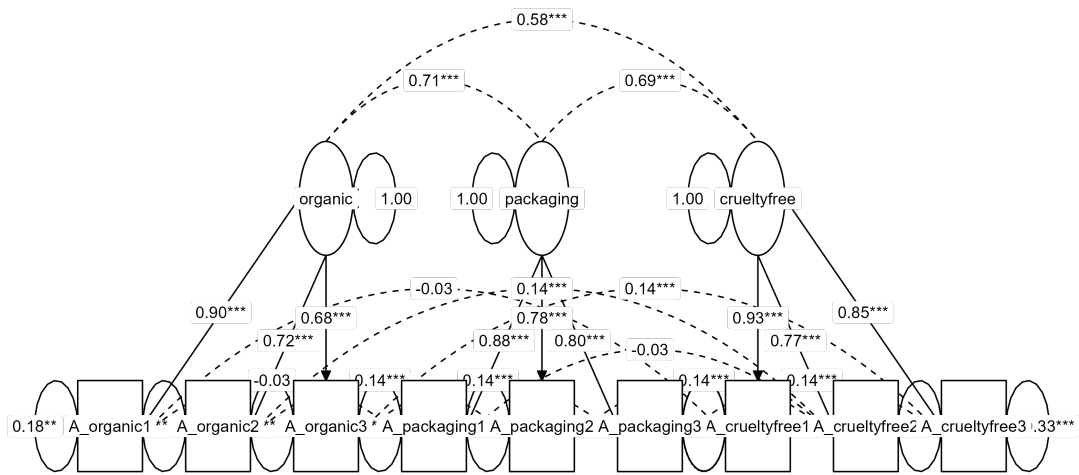 0.58***
0.71*** 0.69***
organic 1.00 1.00 packaging 1.00 crueltyfree
-0.03 0.14*** 0.14***
0.90*** 0.68*** 0.78*** 0.93*** 0.85***
0.72*** 0.88*** 0.80*** 0.77***
-0.03
-0.03 0.14*** 0.14*** 0.14*** 0.14***
0.18** A_organic1 ** A_organic2 ** A_organic3 * A_packaging1 A_packaging2 A_packaging3 A_crueltyfree1 A_crueltyfree2 A_crueltyfree3 .33***